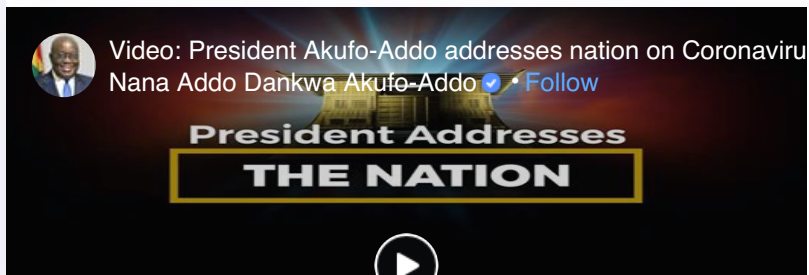 Video: President Akufo-Addo addresses nation on Coronaviru
Nana Addo Dankwa Akufo-Addo • Follow
President Addresses
THE NATION